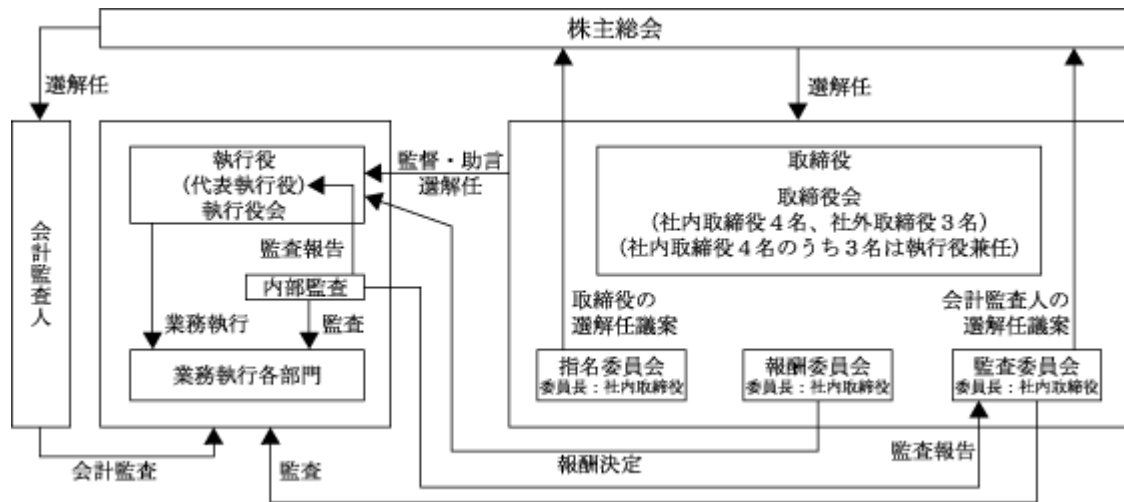 株主総会
選解任
選解任
会計監査人
執行役
(代表執行役)
執行役会
監督・助言
選解任
取締役
取締役会
(社内取締役4名、社外取締役3名)
(社内取締役4名のうち3名は執行役兼任)
監査報告
内部監査
業務執行
監査
業務執行各部門
取締役の
選解任議案
会計監査人の
選解任議案
指名委員会
委員長:社内取締役
報酬委員会
委員長:社内取締役
監査委員会
委員長:社内取締役
会計監査
監査
報酬決定
監査報告